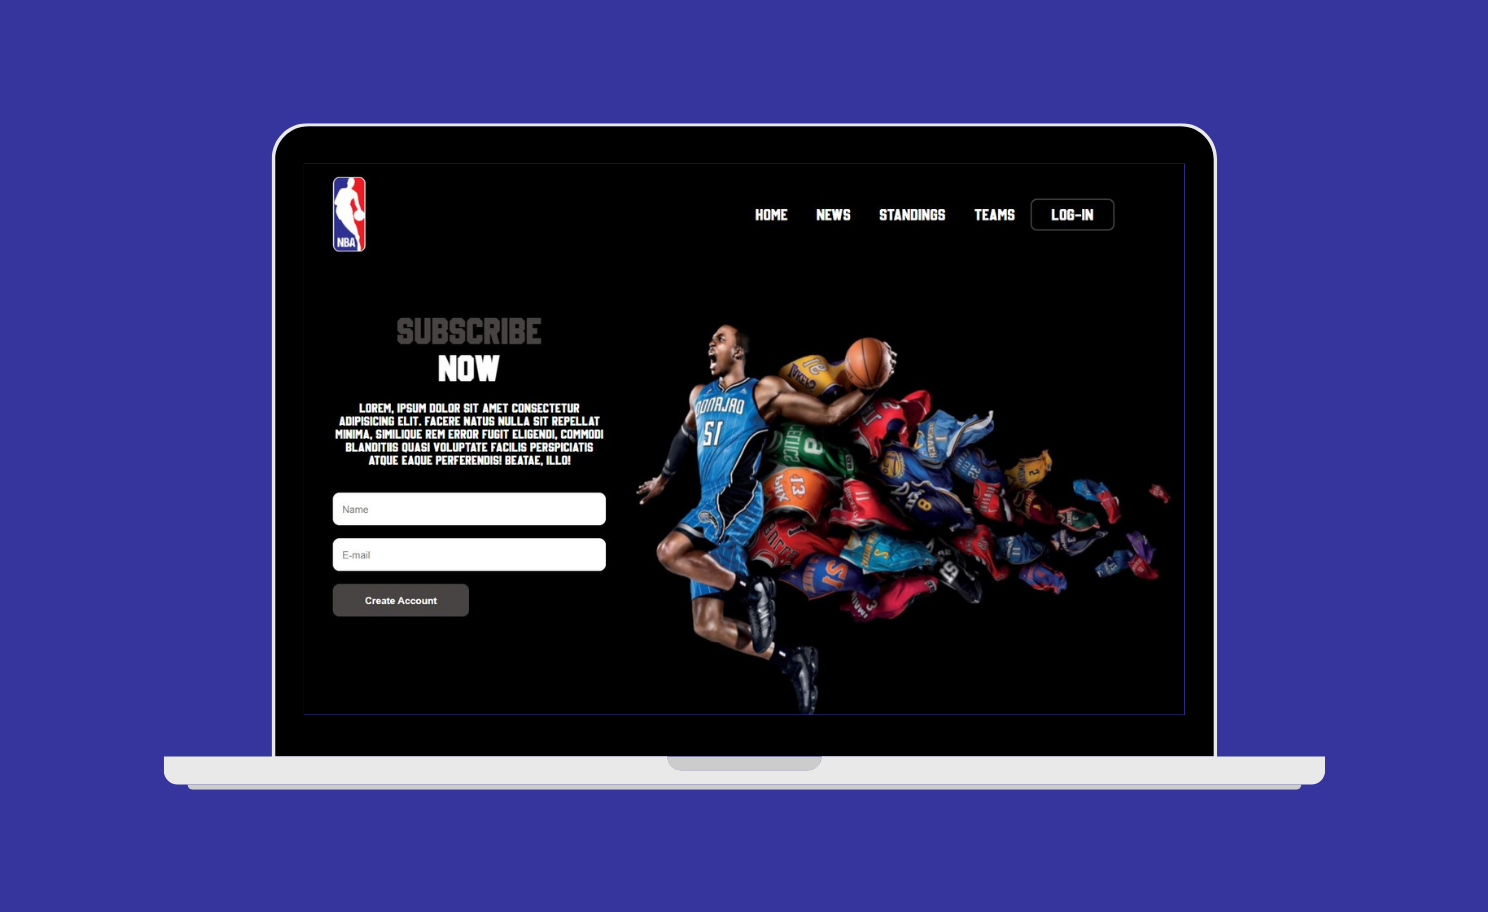 NBA
HOME NEWS STANDINGS TEAMS LOG-IN
SUBSCRIBE
NOW
LOREM, IPSUM DOLOR SIT AMET CONSECTETUR
ADIPISICING ELIT. FACERE NATUS NULLA SIT REPELLAT
MINIMA, SIMILIQUE REM ERROR FUGIT ELIGENDI, COMMODI
BLANDITIIS QUASI VOLUPTATE FACILIS PERSPICIATIS
ATQUE EAQUE PERFERENDIS! BEATAE, ILLO!
Name
E-mail
Create Account